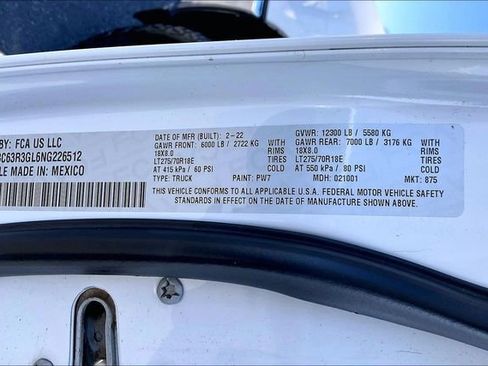 BY: FCA US LLC
C63R3GL6NG226512
LE MADE IN: MEXICO
DATE OF MFR (BUILT): 2-22
GAWR FRONT: 6000 LB / 2722 KG
18X8.0 RIMS
LT275/70R18E TIRES
AT 415 kPa / 60 PSI
TYPE: TRUCK PAINT: PW7
GVWR: 12300 LB / 5580 KG
GAWR REAR: 7000 LB / 3176 KG
18X8.0 RIMS
LT275/70R18E TIRES
AT 550 kPa / 80 PSI
MDH: 021001 MKT: 875
THIS VEHICLE CONFORMS TO ALL APPLICABLE U.S.A. FEDERAL MOTOR VEHICLE SAFETY
STANDARDS IN EFFECT ON THE DATE OF MANUFACTURE SHOWN ABOVE.